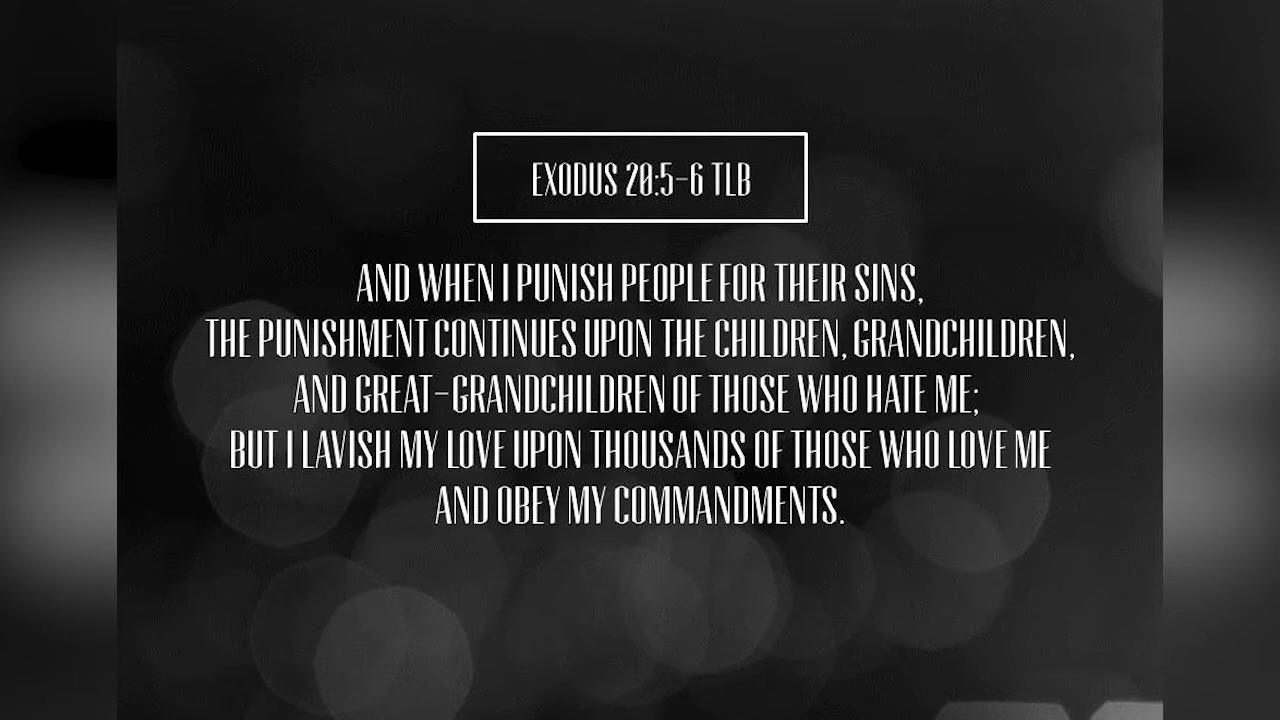 EXODUS 20:5-6 TLB
AND WHEN I PUNISH PEOPLE FOR THEIR SINS,
THE PUNISHMENT CONTINUES UPON THE CHILDREN, GRANDCHILDREN,
AND GREAT-GRANDCHILDREN OF THOSE WHO HATE ME;
BUT I LAVISH MY LOVE UPON THOUSANDS OF THOSE WHO LOVE ME
AND OBEY MY COMMANDMENTS.